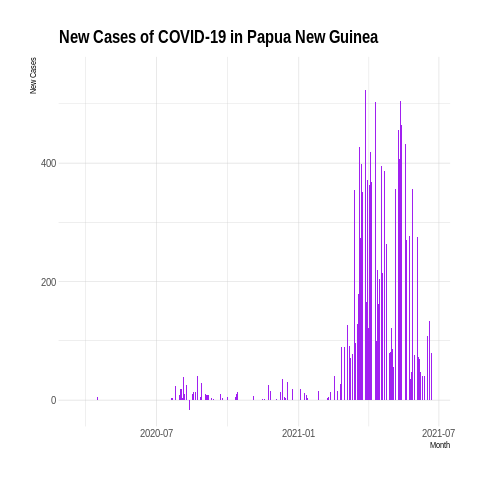 New Cases of COVID-19 in Papua New Guinea
New Cases
400
200
0
2020-07
2021-01
2021-07
Month